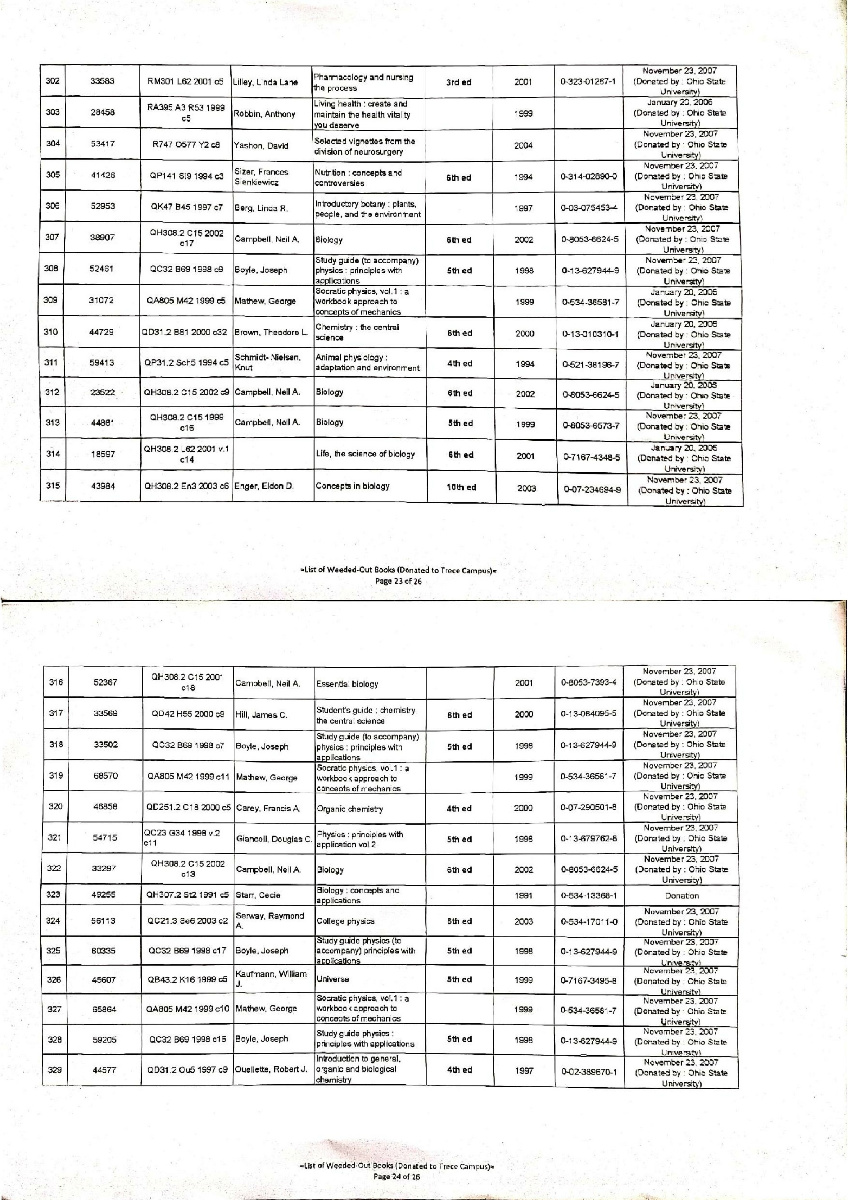 302 33583 RM301 L62 2001 c5 Lilley, Linda Lane Pharmacology and nursing the process 3rd ed 2001 0-323-01287-1 November 23, 2007 (Donated by : Ohio State University)
303 28458 RA395 A3 R53 1999 c5 Robbin, Anthony Living health : create and maintain the health vitality you deserve 1999 January 20, 2006 (Donated by : Ohio State University)
304 53417 R747 O577 Y2 c8 Yashon, David Selected vignettes from the division of neurosurgery 2004 November 23, 2007 (Donated by : Ohio State University)
305 41426 QP141 Si9 1994 c3 Sizer, Frances Sienkiewicz Nutrition : concepts and controversies 6th ed 1994 0-314-02890-0 November 23, 2007 (Donated by : Ohio State University)
306 52953 QK47 B45 1997 c7 Berg, Linda R. Introductory botany : plants, people, and the environment 1997 0-03-075453-4 November 23, 2007 (Donated by : Ohio State University)
307 38907 QH308.2 C15 2002 c17 Campbell, Neil A. Biology 6th ed 2002 0-8053-6624-5 November 23, 2007 (Donated by : Ohio State University)
308 52461 QC32 B69 1998 c9 Boyle, Joseph Study guide (to accompany) physics : principles with applications 5th ed 1998 0-13-627944-9 November 23, 2007 (Donated by : Ohio State University)
309 31072 QA805 M42 1999 c5 Mathew, George Socratic physics, vol.1 : a workbook approach to concepts of mechanics 1999 0-534-36581-7 January 20, 2006 (Donated by : Ohio State University)
310 44729 QD31.2 B81 2000 c32 Brown, Theodore L. Chemistry : the central science 8th ed 2000 0-13-010310-1 January 20, 2006 (Donated by : Ohio State University)
311 59413 QP31.2 Sch5 1994 c5 Schmidt- Nielsen, Knut Animal physiology : adaptation and environment 4th ed 1994 0-521-38196-7 November 23, 2007 (Donated by : Ohio State University)
312 23522 QH308.2 C15 2002 c9 Campbell, Neil A. Biology 6th ed 2002 0-8053-6624-5 January 20, 2006 (Donated by : Ohio State University)
313 44861 QH308.2 C15 1999 c16 Campbell, Neil A. Biology 5th ed 1999 0-8053-6573-7 November 23, 2007 (Donated by : Ohio State University)
314 18597 QH308.2 L62 2001 v.1 c14 Life, the science of biology 6th ed 2001 0-7167-4348-5 January 20, 2006 (Donated by : Ohio State University)
315 43984 QH308.2 En3 2003 c6 Enger, Eldon D. Concepts in biology 10th ed 2003 0-07-234694-9 November 23, 2007 (Donated by : Ohio State University)
=List of Weeded-Out Books (Donated to Trece Campus)=
Page 23 of 26
316 52367 QH308.2 C15 2001 c18 Campbell, Neil A. Essential biology 2001 0-8053-7393-4 November 23, 2007 (Donated by : Ohio State University)
317 33569 QD42 H55 2000 c9 Hill, James C. Student's guide : chemistry the central science 8th ed 2000 0-13-084095-5 November 23, 2007 (Donated by : Ohio State University)
318 33502 QC32 B69 1998 c7 Boyle, Joseph Study guide (to accompany) physics : principles with applications 5th ed 1998 0-13-627944-9 November 23, 2007 (Donated by : Ohio State University)
319 68570 QA805 M42 1999 c11 Mathew, George Socratic physics, vol.1 : a workbook approach to concepts of mechanics 1999 0-534-36581-7 November 23, 2007 (Donated by : Ohio State University)
320 46858 QD251.2 C18 2000 c5 Carey, Francis A. Organic chemistry 4th ed 2000 0-07-290501-8 November 23, 2007 (Donated by : Ohio State University)
321 54715 QC23 G34 1998 v.2 c11 Giancoli, Douglas C. Physics : principles with application vol 2 5th ed 1998 0-13-679762-8 November 23, 2007 (Donated by : Ohio State University)
322 33297 QH308.2 C15 2002 c13 Campbell, Neil A. Biology 6th ed 2002 0-8053-6624-5 November 23, 2007 (Donated by : Ohio State University)
323 49255 QH307.2 St2 1991 c5 Starr, Cecie Biology : concepts and applications 1991 0-534-13368-1 Donation
324 56113 QC21.3 Se6 2003 c2 Serway, Raymond A. College physics 6th ed 2003 0-534-17011-0 November 23, 2007 (Donated by : Ohio State University)
325 60335 QC32 B69 1998 c17 Boyle, Joseph Study guide physics (to accompany) principles with applications 5th ed 1998 0-13-627944-9 November 23, 2007 (Donated by : Ohio State University)
326 45607 QB43.2 K16 1999 c5 Kaufmann, William J. Universe 5th ed 1999 0-7167-3495-8 November 23, 2007 (Donated by : Ohio State University)
327 65864 QA805 M42 1999 c10 Mathew, George Socratic physics, vol.1 : a workbook approach to concepts of mechanics 1999 0-534-36581-7 November 23, 2007 (Donated by : Ohio State University)
328 59205 QC32 B69 1998 c15 Boyle, Joseph Study guide physics : principles with applications 5th ed 1998 0-13-627944-9 November 23, 2007 (Donated by : Ohio State University)
329 44577 QD31.2 Ou5 1997 c9 Ouellette, Robert J. Introduction to general, organic and biological chemistry 4th ed 1997 0-02-389670-1 November 23, 2007 (Donated by : Ohio State University)
=List of Weeded-Out Books (Donated to Trece Campus)=
Page 24 of 26